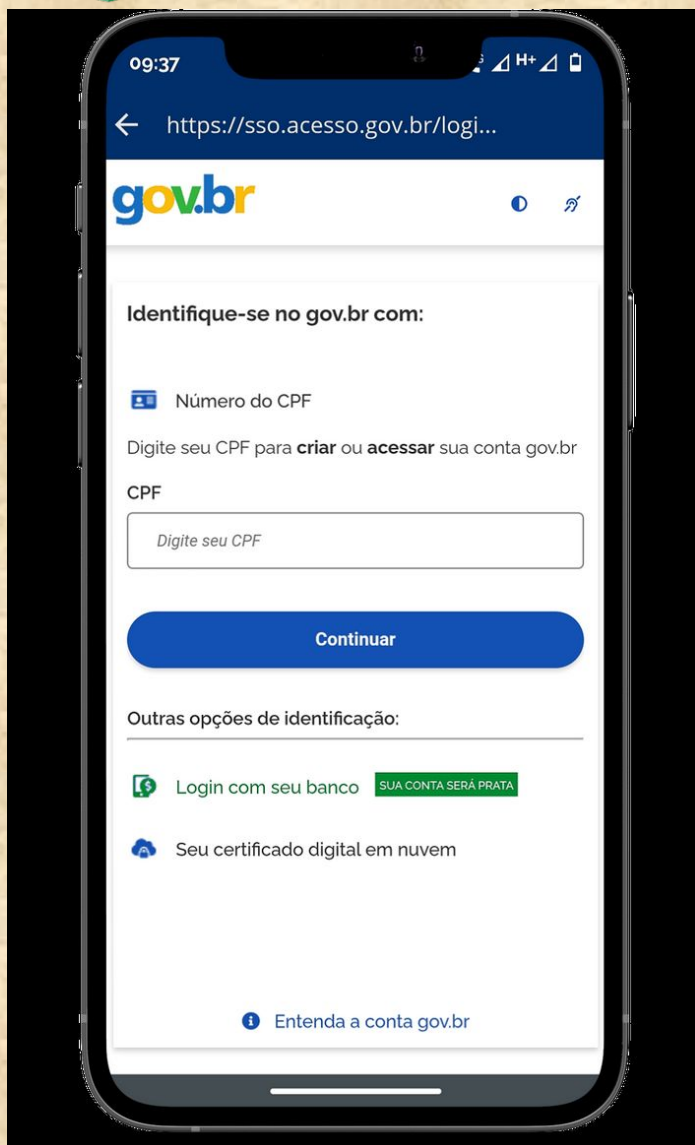 09:37
H+
https://sso.acesso.gov.br/logi...
gov.br
Identifique-se no gov.br com:
Número do CPF
Digite seu CPF para criar ou acessar sua conta gov.br
CPF
Digite seu CPF
Continuar
Outras opções de identificação:
Login com seu banco SUA CONTA SERÁ PRATA
Seu certificado digital em nuvem
Entenda a conta gov.br